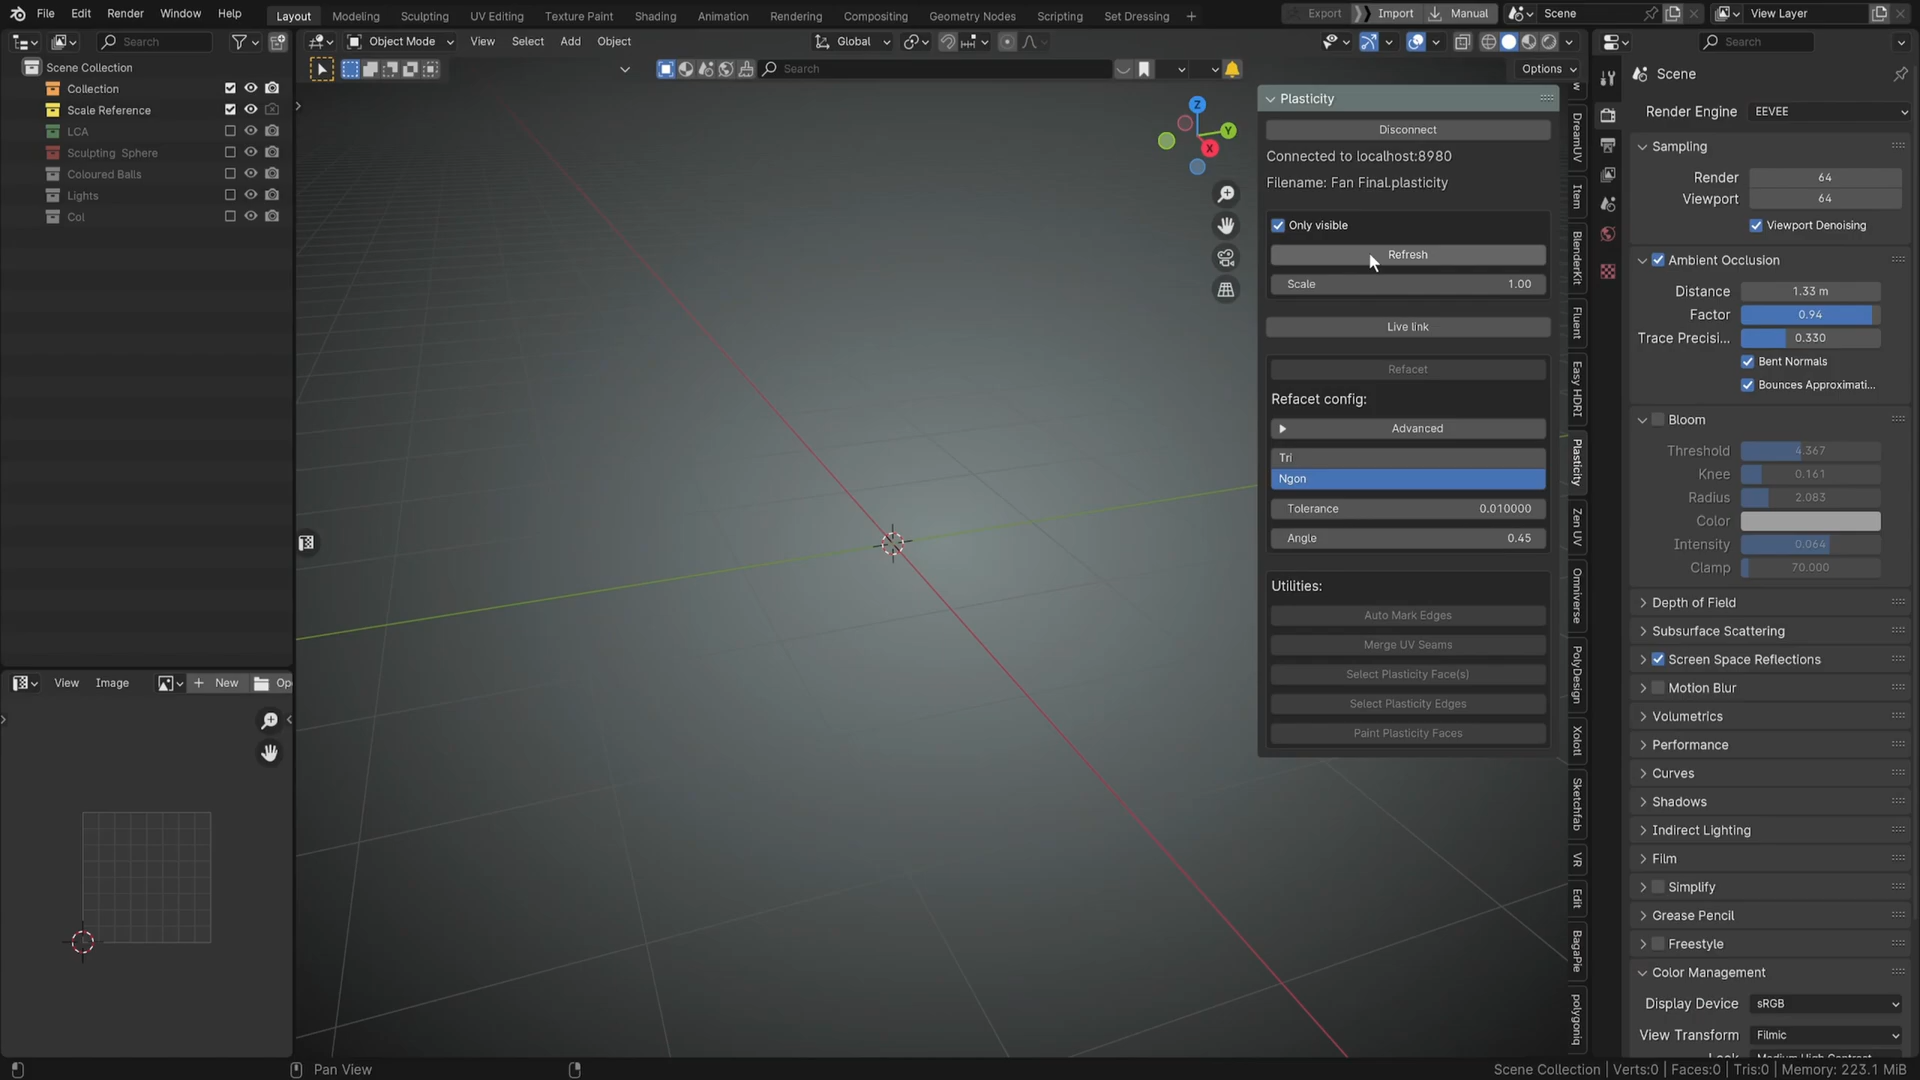 File Edit Render Window Help Layout Modeling Sculpting UV Editing Texture Paint Shading Animation Rendering Compositing Geometry Nodes Scripting Set Dressing + Export Import Manual Scene View Layer
Search Object Mode View Select Add Object Global Search
Search Options
Scene Collection
Collection
Scale Reference
LCA
Sculpting Sphere
Coloured Balls
Lights
Col
View Image New
Z
Y
X
Plasticity
Disconnect
Connected to localhost:8980
Filename: Fan Final.plasticity
Only visible
Refresh
Scale 1.00
Live link
Refacet
Refacet config:
Advanced
Tri
Ngon
Tolerance 0.010000
Angle 0.45
Utilities:
Auto Mark Edges
Merge UV Seams
Select Plasticity Face(s)
Select Plasticity Edges
Paint Plasticity Faces
DreamUV
Item
BlenderKit
Fluent
Easy HDRI
Plasticity
Zen UV
Omniverse
PolyDesign
Xolotl
Sketchfab
VR
Edit
BagaPie
polygoniq
Scene
Render Engine EEVEE
Sampling
Render 64
Viewport 64
Viewport Denoising
Ambient Occlusion
Distance 1.33 m
Factor 0.94
Trace Precisi... 0.330
Bent Normals
Bounces Approximati...
Bloom
Threshold 4.367
Knee 0.161
Radius 2.083
Color
Intensity 0.064
Clamp 70.000
Depth of Field
Subsurface Scattering
Screen Space Reflections
Motion Blur
Volumetrics
Performance
Curves
Shadows
Indirect Lighting
Film
Simplify
Grease Pencil
Freestyle
Color Management
Display Device sRGB
View Transform Filmic
Pan View Scene Collection | Verts:0 | Faces:0 | Tris:0 | Memory: 223.1 MiB